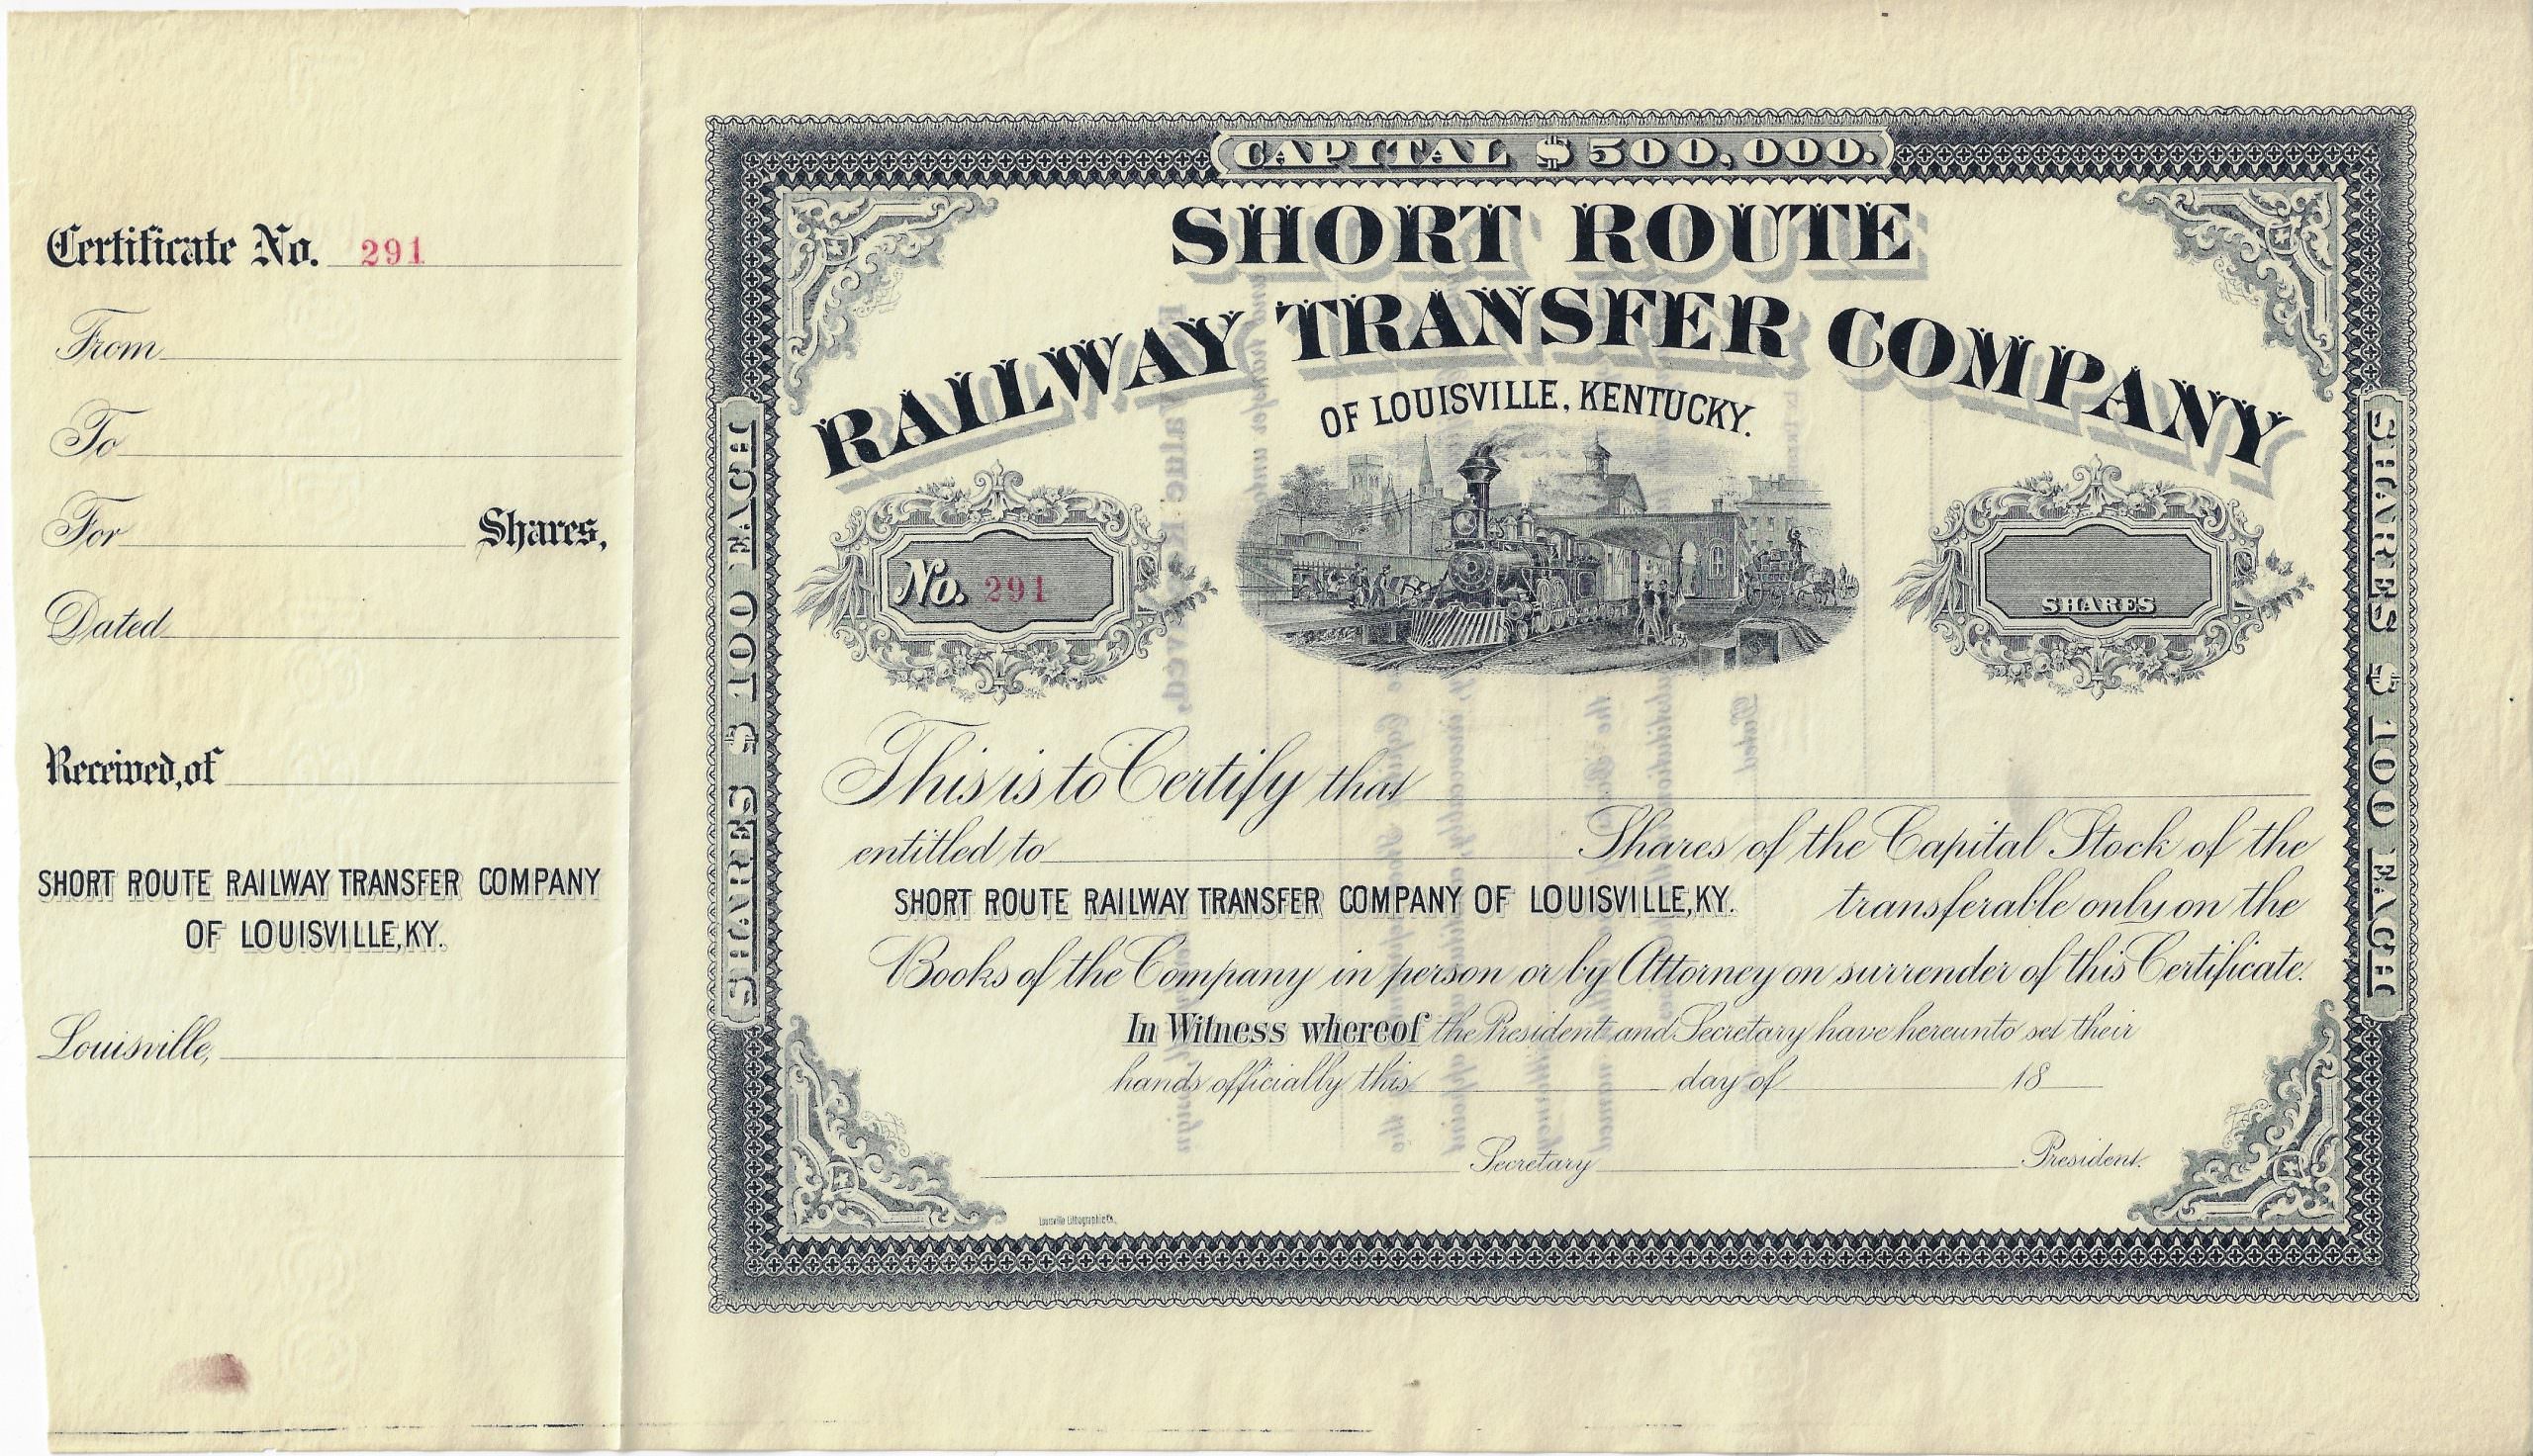 Certificate No. 291
From
To
For Shares,
Dated
Received, of
SHORT ROUTE RAILWAY TRANSFER COMPANY
OF LOUISVILLE, KY.
Louisville,
CAPITAL $500,000.
SHORT ROUTE
RAILWAY TRANSFER COMPANY
OF LOUISVILLE, KENTUCKY.
No. 291
SHARES
SHARES $100 EACH
SHARES $100 EACH
This is to Certify that
entitled to Shares of the Capital Stock of the
SHORT ROUTE RAILWAY TRANSFER COMPANY OF LOUISVILLE, KY. transferable only on the
Books of the Company in person or by Attorney on surrender of this Certificate.
In Witness whereof the President and Secretary have hereunto set their
hands officially this day of 18
Secretary President.
Louisville Lithographic Co.